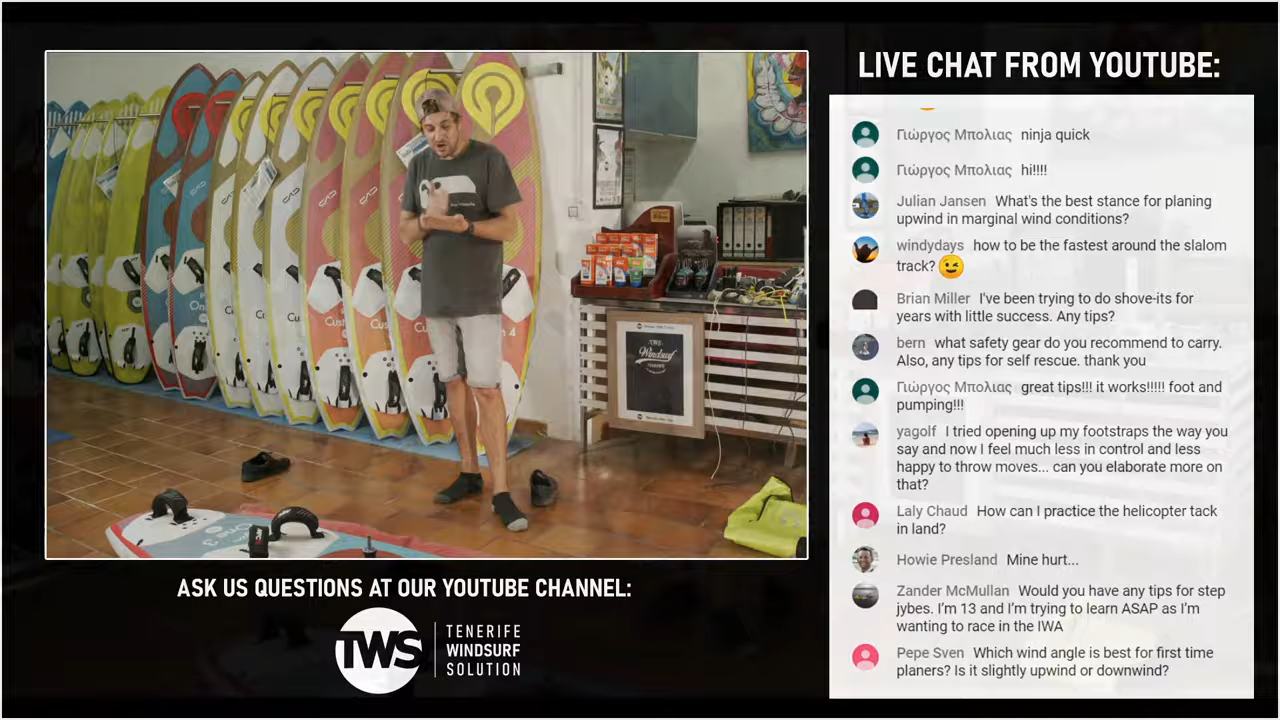 LIVE CHAT FROM YOUTUBE:
Γιώργος Μπολιας ninja quick
Γιώργος Μπολιας hi!!!!
Julian Jansen What's the best stance for planing
upwind in marginal wind conditions?
windydays how to be the fastest around the slalom
track? 😉
Brian Miller I've been trying to do shove-its for
years with little success. Any tips?
bern what safety gear do you recommend to carry.
Also, any tips for self rescue. thank you
Γιώργος Μπολιας great tips!!! it works!!!!! foot and
pumping!!!
yagolf I tried opening up my footstraps the way you
say and now I feel much less in control and less
happy to throw moves... can you elaborate more on
that?
Laly Chaud How can I practice the helicopter tack
in land?
Howie Presland Mine hurt...
Zander McMullan Would you have any tips for step
jybes. I'm 13 and I'm trying to learn ASAP as I'm
wanting to race in the IWA
Pepe Sven Which wind angle is best for first time
planers? Is it slightly upwind or downwind?
Windsurf
One 3
ASK US QUESTIONS AT OUR YOUTUBE CHANNEL:
TWS
TENERIFE
WINDSURF
SOLUTION